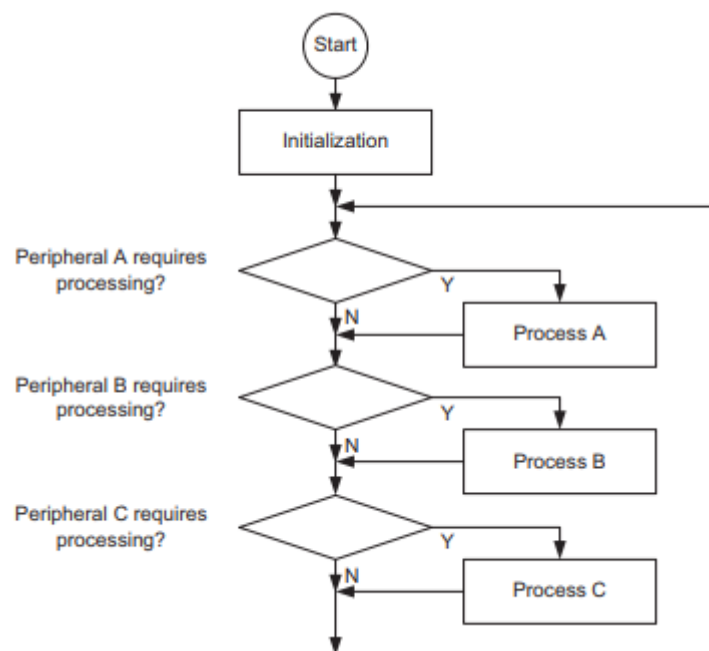 Start
Initialization
Peripheral A requires
processing?
Y
N
Process A
Peripheral B requires
processing?
Y
N
Process B
Peripheral C requires
processing?
Y
N
Process C